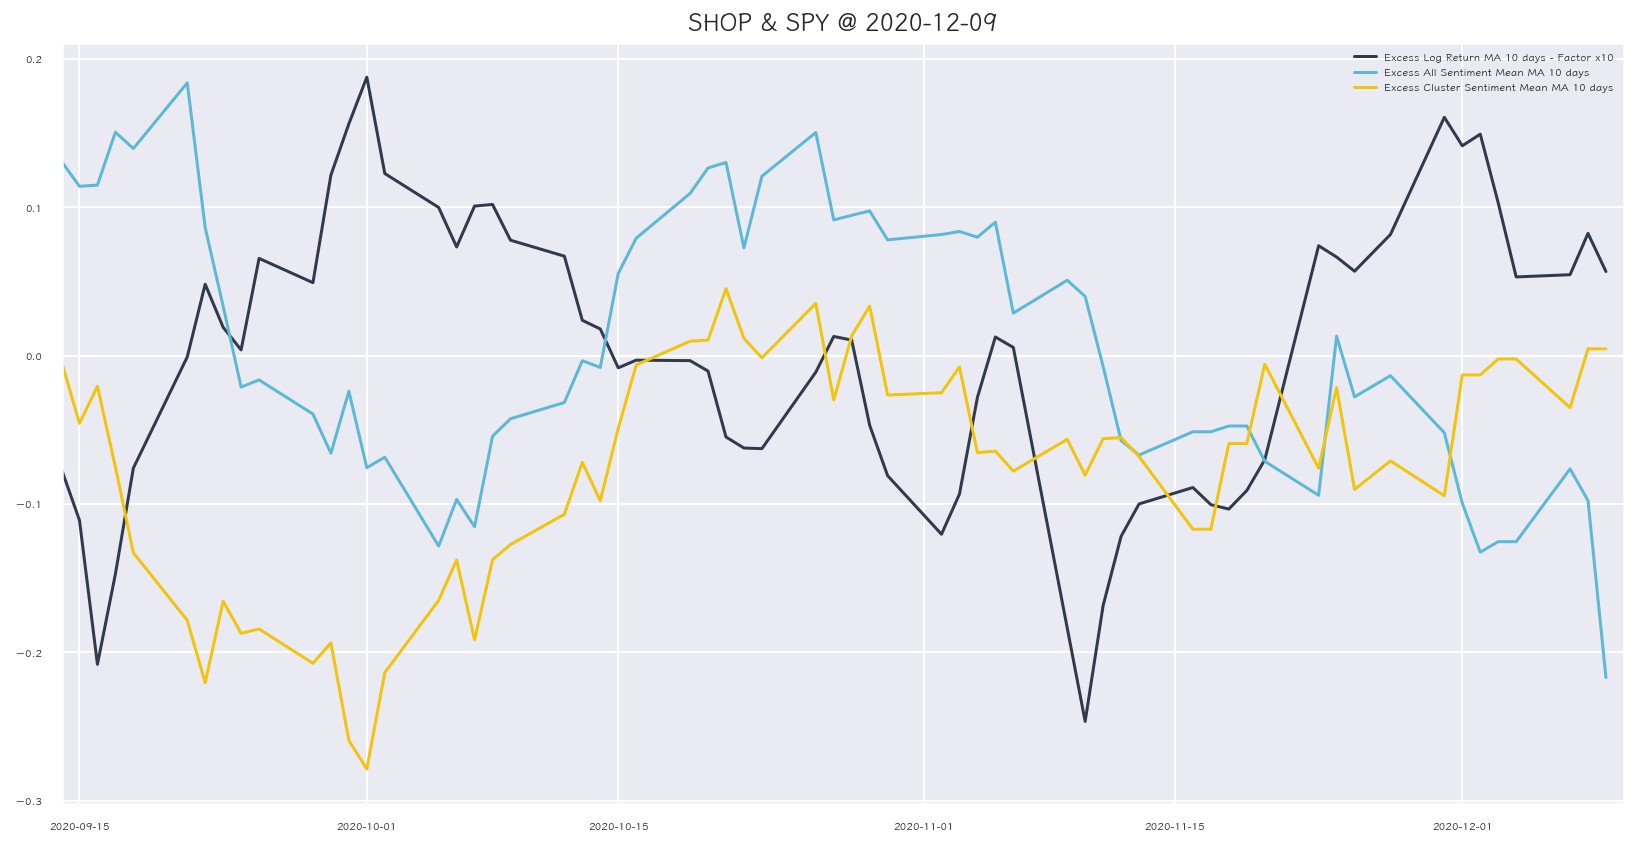 SHOP & SPY @ 2020-12-09
Excess Log Return MA 10 days - Factor x10
Excess All Sentiment Mean MA 10 days
Excess Cluster Sentiment Mean MA 10 days
0.2
0.1
0.0
−0.1
−0.2
−0.3
2020-09-15 2020-10-01 2020-10-15 2020-11-01 2020-11-15 2020-12-01